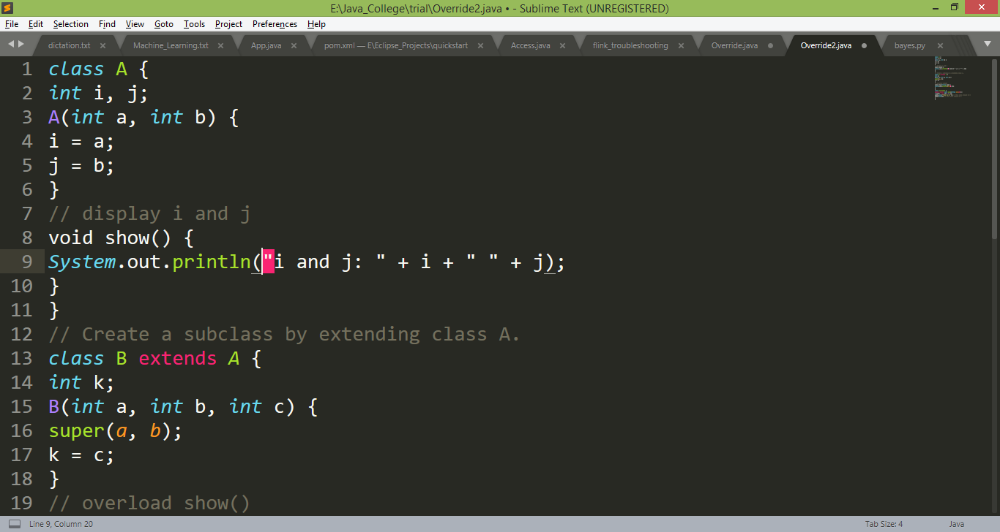 E:\Java_College\trial\Override2.java • - Sublime Text (UNREGISTERED)
File Edit Selection Find View Goto Tools Project Preferences Help
dictation.txt Machine_Learning.txt App.java pom.xml — E\Eclipse_Projects\quickstart Access.java flink_troubleshooting Override.java Override2.java bayes.py
1 class A {
2 int i, j;
3 A(int a, int b) {
4 i = a;
5 j = b;
6 }
7 // display i and j
8 void show() {
9 System.out.println("i and j: " + i + " " + j);
10 }
11 }
12 // Create a subclass by extending class A.
13 class B extends A {
14 int k;
15 B(int a, int b, int c) {
16 super(a, b);
17 k = c;
18 }
19 // overload show()
Line 9, Column 20 Tab Size: 4 Java